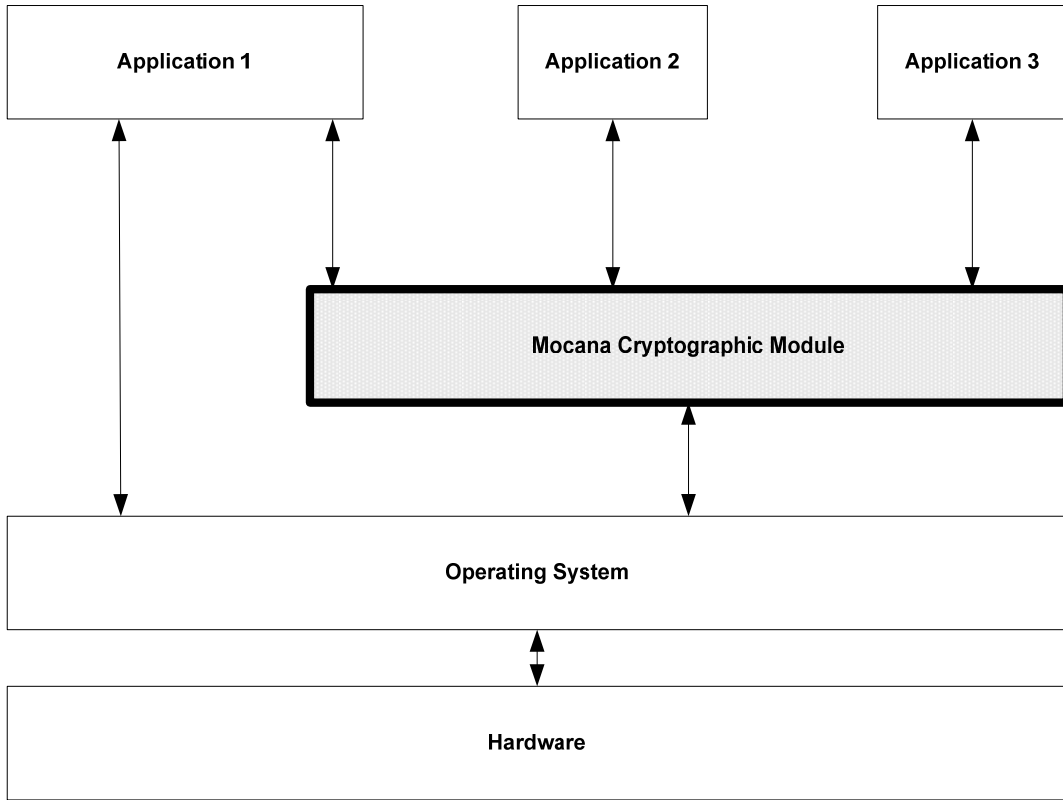 Application 1
Application 2
Application 3
Mocana Cryptographic Module
Operating System
Hardware